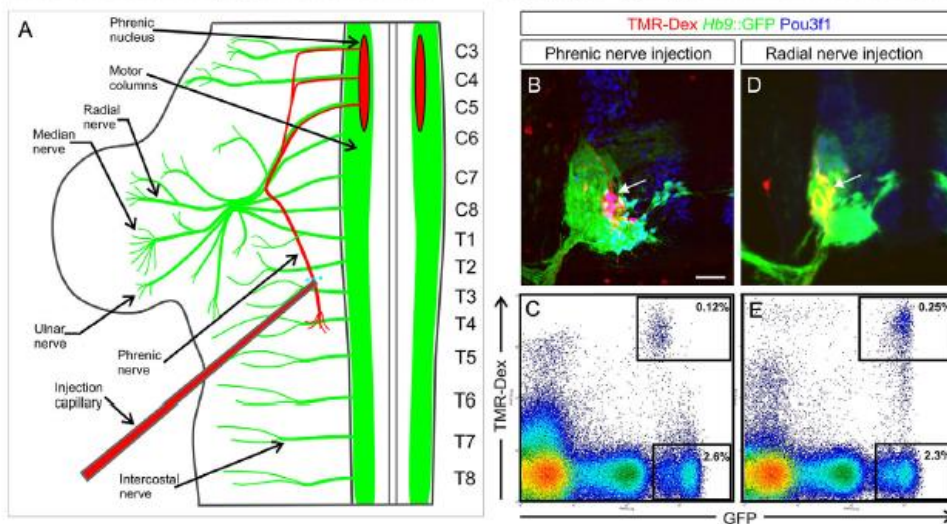 A
Phrenic
nucleus
Motor
columns
Radial
nerve
Median
nerve
Ulnar
nerve
Phrenic
nerve
Injection
capillary
Intercostal
nerve
C3
C4
C5
C6
C7
C8
T1
T2
T3
T4
T5
T6
T7
T8
TMR-Dex Hb9::GFP Pou3f1
Phrenic nerve injection
Radial nerve injection
B
D
C
0.12%
2.6%
E
0.25%
2.3%
TMR-Dex
GFP